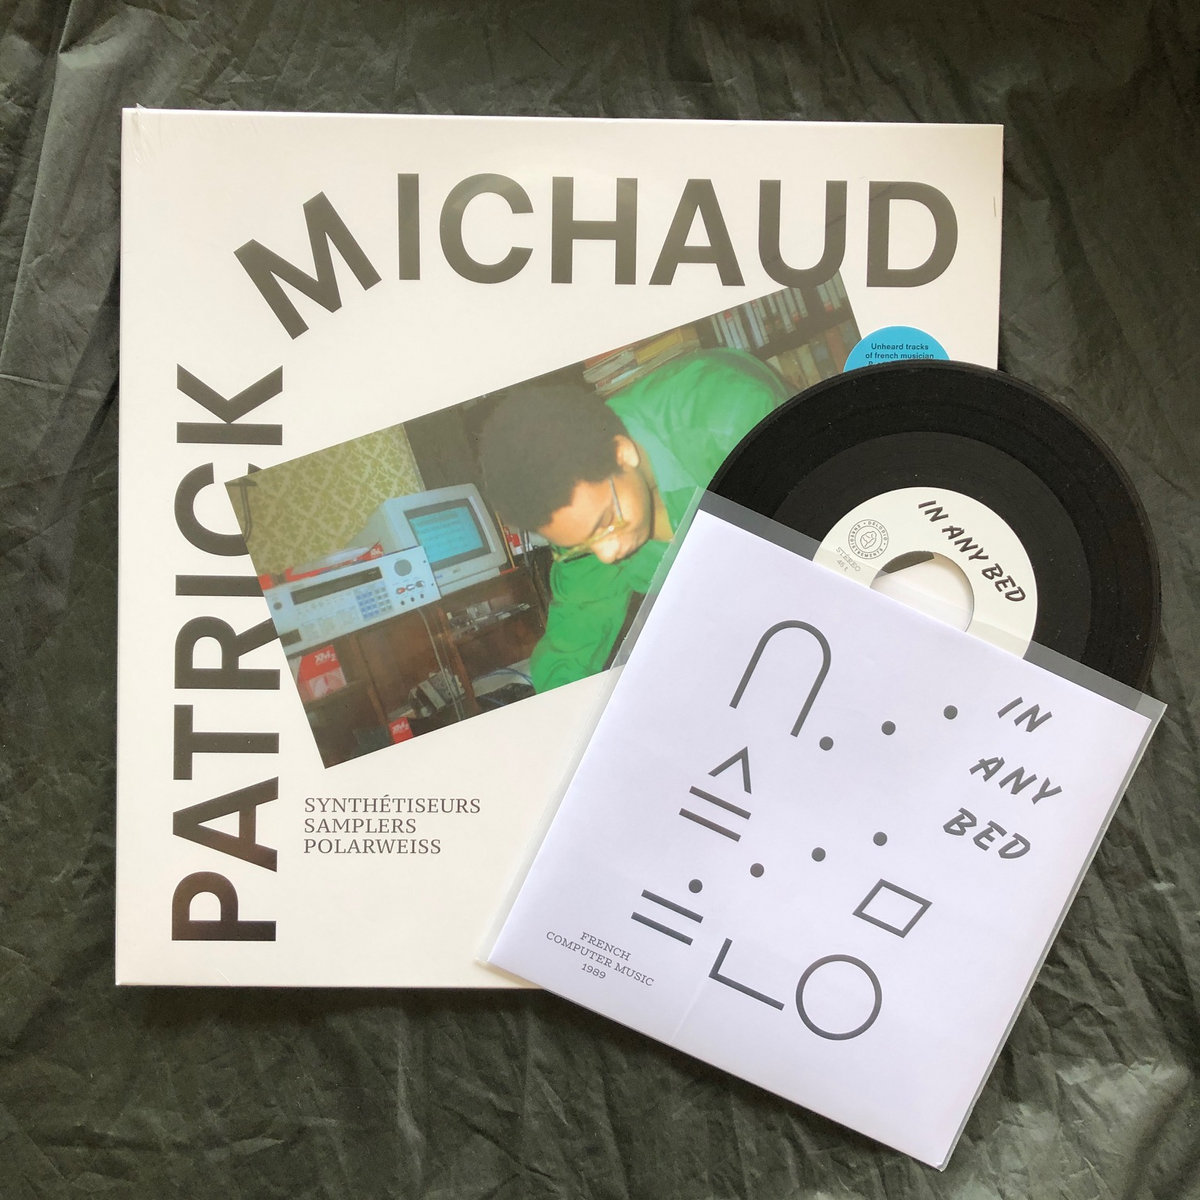 PATRICK
MICHAUD
Unheard tracks
of french musician
SYNTHÉTISEURS
SAMPLERS
POLARWEISS
IN ANY BED
STEREO
45 t.
IN
ANY
BED
FRENCH
COMPUTER MUSIC
1989